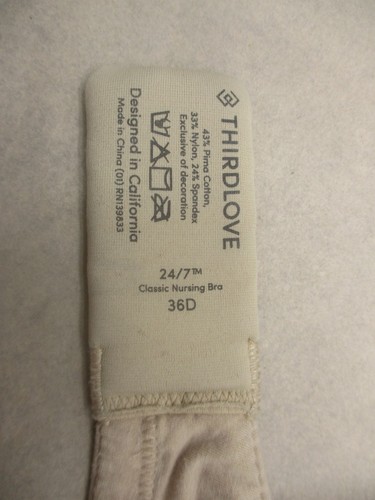 THIRDLOVE
43% Pima Cotton,
33% Nylon, 24% Spandex
Exclusive of decoration
Designed in California
Made in China (01) RN139833
24/7™
Classic Nursing Bra
36D